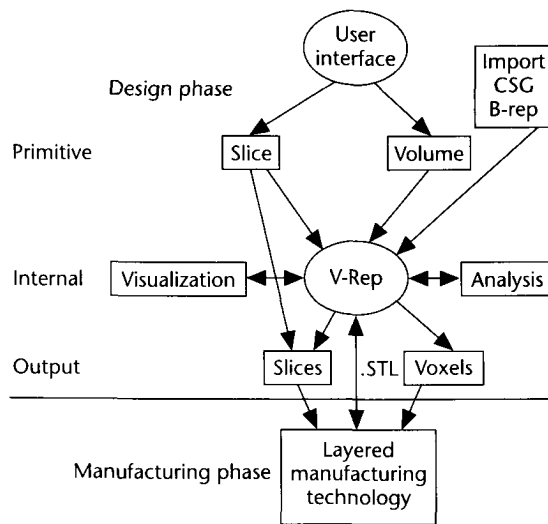 User
interface
Import
CSG
B-rep
Design phase
Primitive
Slice
Volume
Internal
Visualization
V-Rep
Analysis
Output
Slices
.STL
Voxels
Manufacturing phase
Layered
manufacturing
technology